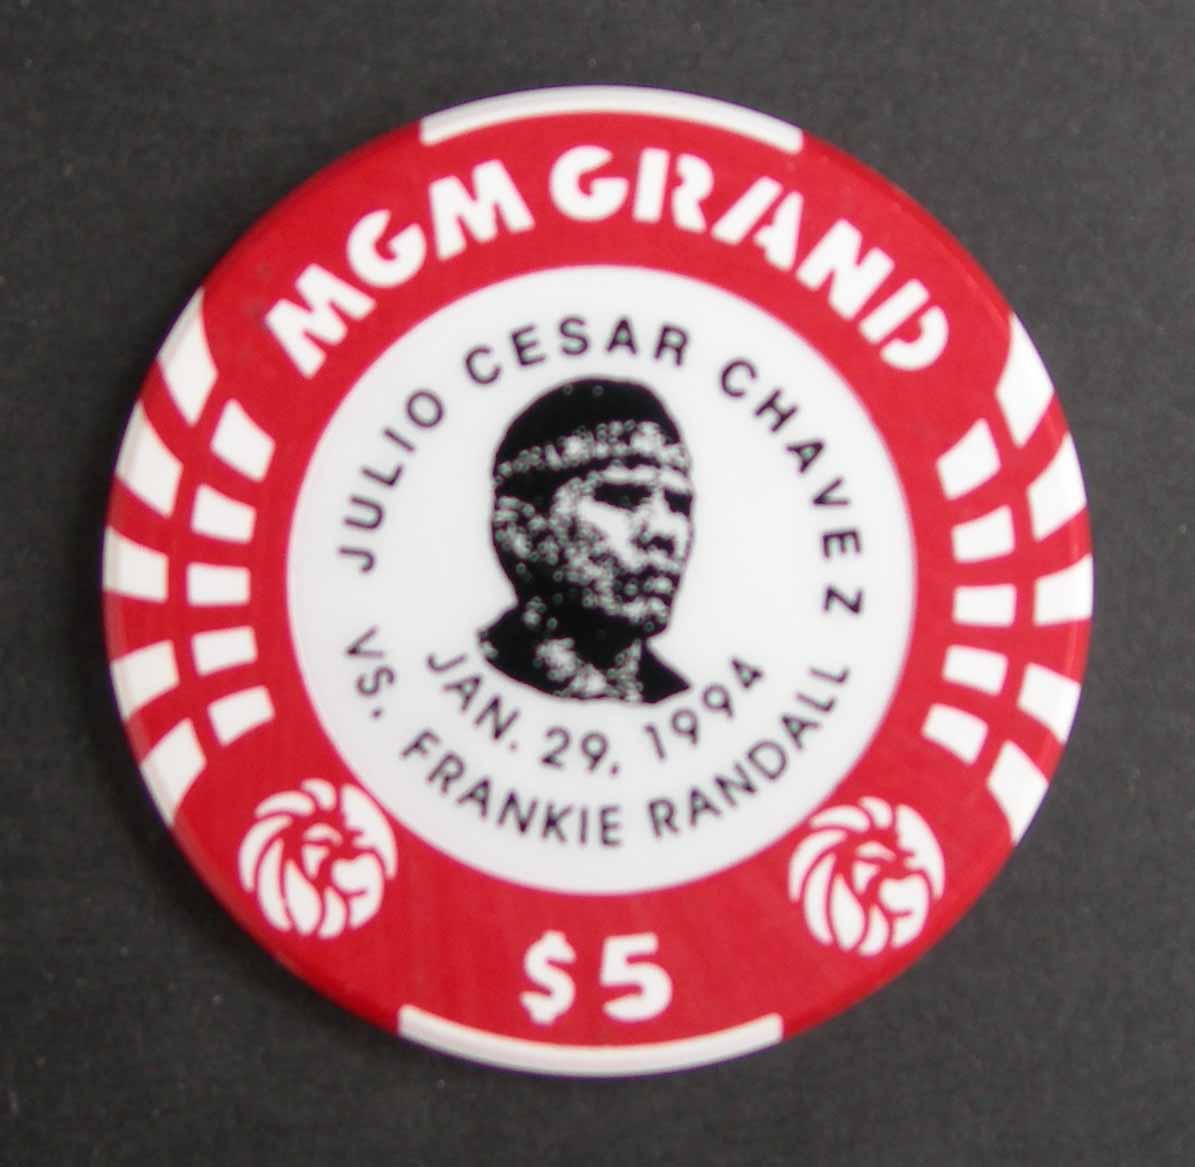 MGM GRAND
JULIO CESAR CHAVEZ
VS. FRANKIE RANDALL
JAN. 29, 1994
$5